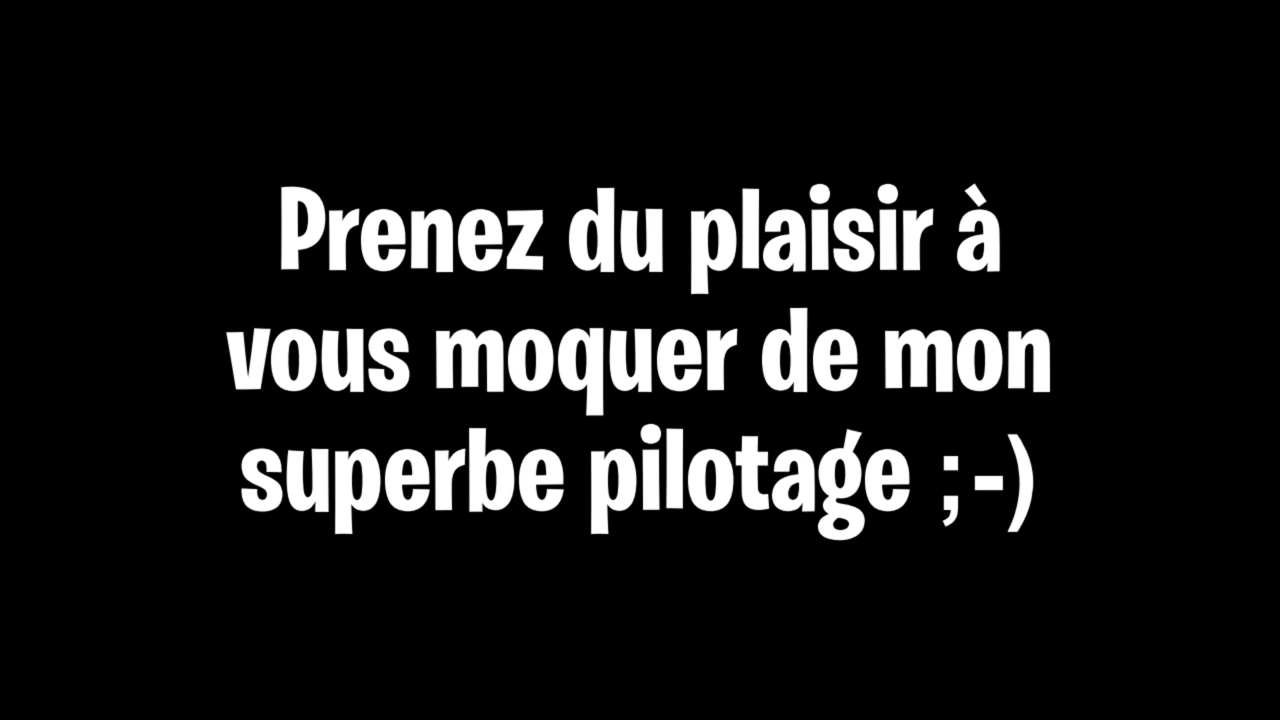 Prenez du plaisir à
vous moquer de mon
superbe pilotage ;-)